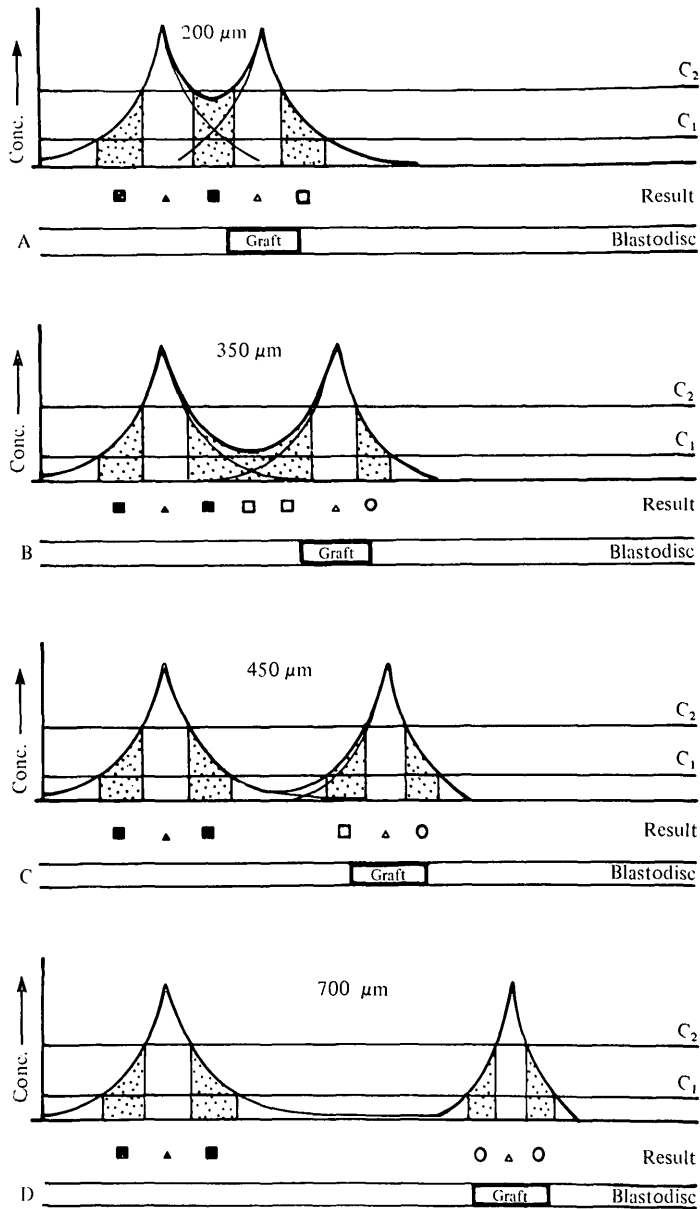 200 μm
C₂
C₁
Conc.
Result
A
Graft
Blastodisc
350 μm
C₂
C₁
Conc.
Result
B
Graft
Blastodisc
450 μm
C₂
C₁
Conc.
Result
C
Graft
Blastodisc
700 μm
C₂
C₁
Conc.
Result
D
Graft
Blastodisc